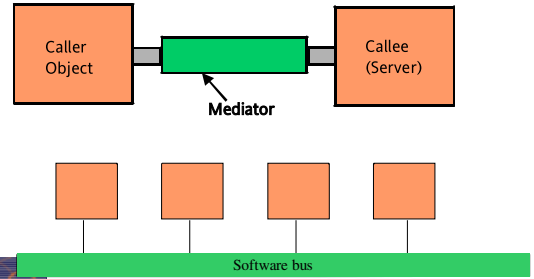 Caller
Object
Callee
(Server)
Mediator
Software bus